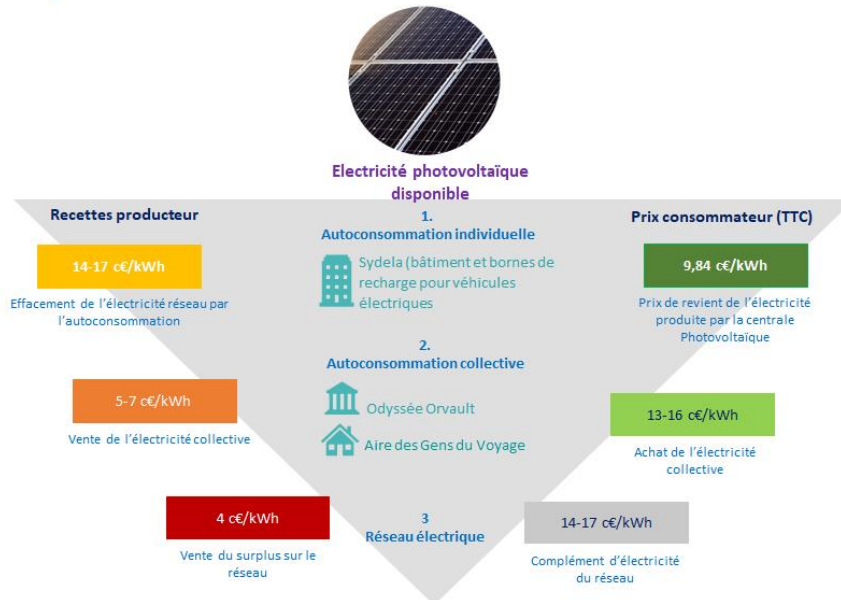 Electricité photovoltaïque
disponible
Recettes producteur
1.
Autoconsommation individuelle
Prix consommateur (TTC)
14-17 c€/kWh
Effacement de l'électricité réseau par
l'autoconsommation
Sydela (bâtiment et bornes de
recharge pour véhicules
électriques
9,84 c€/kWh
Prix de revient de l'électricité
produite par la centrale
Photovoltaïque
2.
Autoconsommation collective
5-7 c€/kWh
Vente de l'électricité collective
Odyssée Orvault
Aire des Gens du Voyage
13-16 c€/kWh
Achat de l'électricité
collective
4 c€/kWh
Vente du surplus sur le
réseau
3
Réseau électrique
14-17 c€/kWh
Complément d'électricité
du réseau